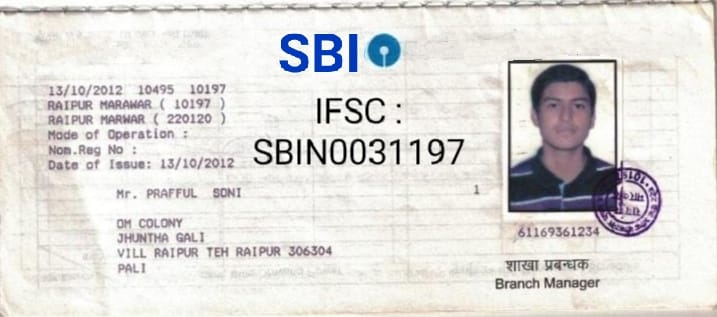 SBI
13/10/2012 10495 10197
RAIPUR MARAWAR ( 10197 )
RAIPUR MARWAR ( 220120 )
Mode of Operation :
Nom.Reg No :
Date of Issue: 13/10/2012
IFSC :
SBIN0031197
Mr. PRAFFUL SONI 1
OM COLONY
JHUNTHA GALI
VILL RAIPUR TEH RAIPUR 306304
PALI
61169361234
शाखा प्रबन्धक
Branch Manager